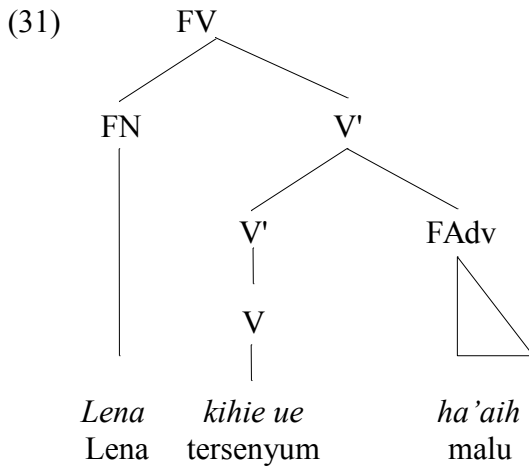 (31) FV
FN V'
V' FAdv
V
Lena kihie ue ha’aih
Lena tersenyum malu